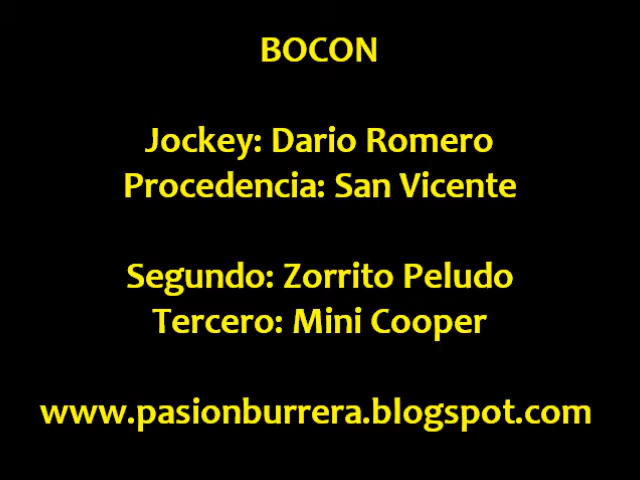 BOCON
Jockey: Dario Romero
Procedencia: San Vicente
Segundo: Zorrito Peludo
Tercero: Mini Cooper
www.pasionburrera.blogspot.com